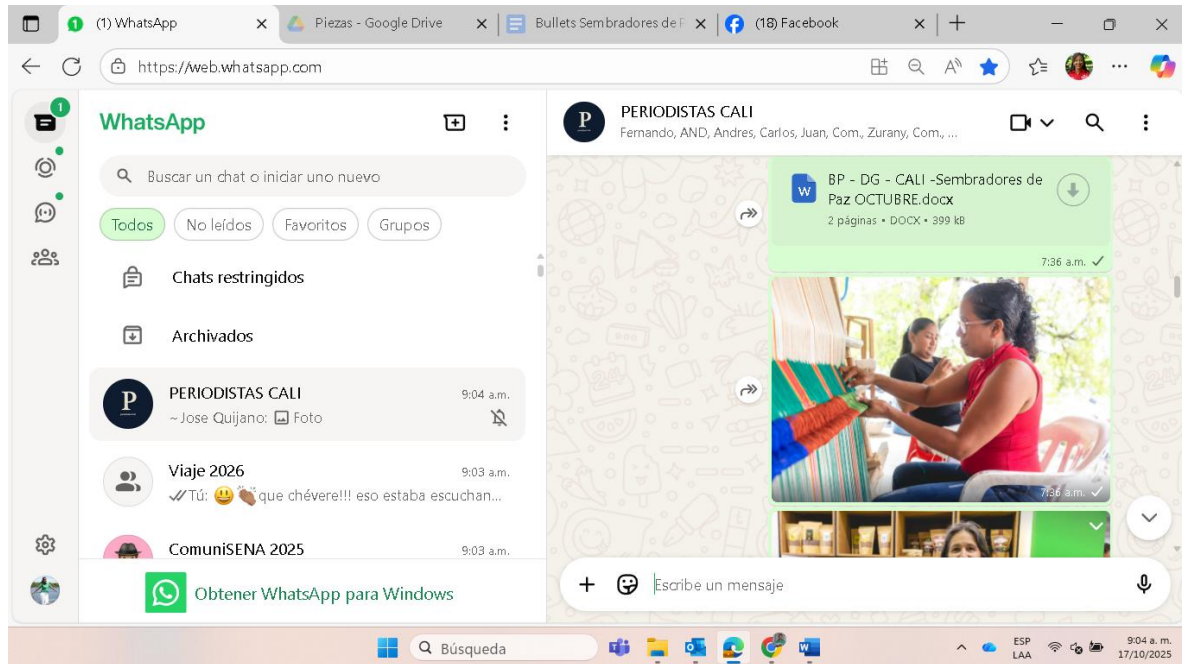 (1) WhatsApp
Piezas - Google Drive
Bullets Sembradores de P
(18) Facebook
https://web.whatsapp.com
1
WhatsApp
Buscar un chat o iniciar uno nuevo
Todos
No leídos
Favoritos
Grupos
Chats restringidos
Archivados
PERIODISTAS CALI
9:04 a.m.
~Jose Quijano: Foto
Viaje 2026
9:03 a.m.
Tú: 😃👏🏾que chévere!!! eso estaba escuchan...
ComuniSENA 2025
9:03 a.m.
Obtener WhatsApp para Windows
P
PERIODISTAS CALI
Fernando, AND, Andres, Carlos, Juan, Com., Zurany, Com., ...
BP - DG - CALI -Sembradores de
Paz OCTUBRE.docx
2 páginas • DOCX • 399 kB
7:36 a.m.
7:36 a.m.
Escribe un mensaje
Búsqueda
ESP
LAA
9:04 a. m.
17/10/2025